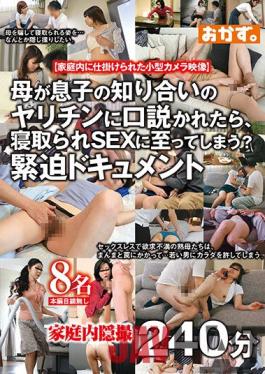 母を騙して寝取られる姿を…
なんとか隠し撮りしたい
おかず。
【家庭内に仕掛けられた小型カメラ映像】
母が息子の知り合いの
ヤリチンに口説かれたら、
寝取られSEXに至ってしまう?
緊迫ドキュメント
セックスレスで欲求不満の熟母たちは、
まんまと罠にかかって…若い男にカラダを許してしまう
8名
本編目線無し
家庭内隠撮
240分